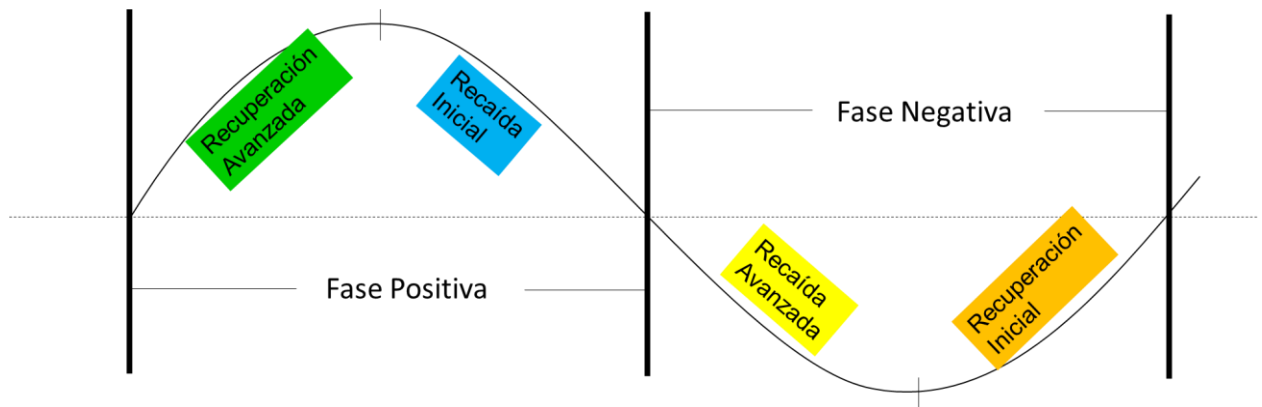 Recuperación
Avanzada
Recaída
Inicial
Fase Negativa
Fase Positiva
Recaída
Avanzada
Recuperación
Inicial